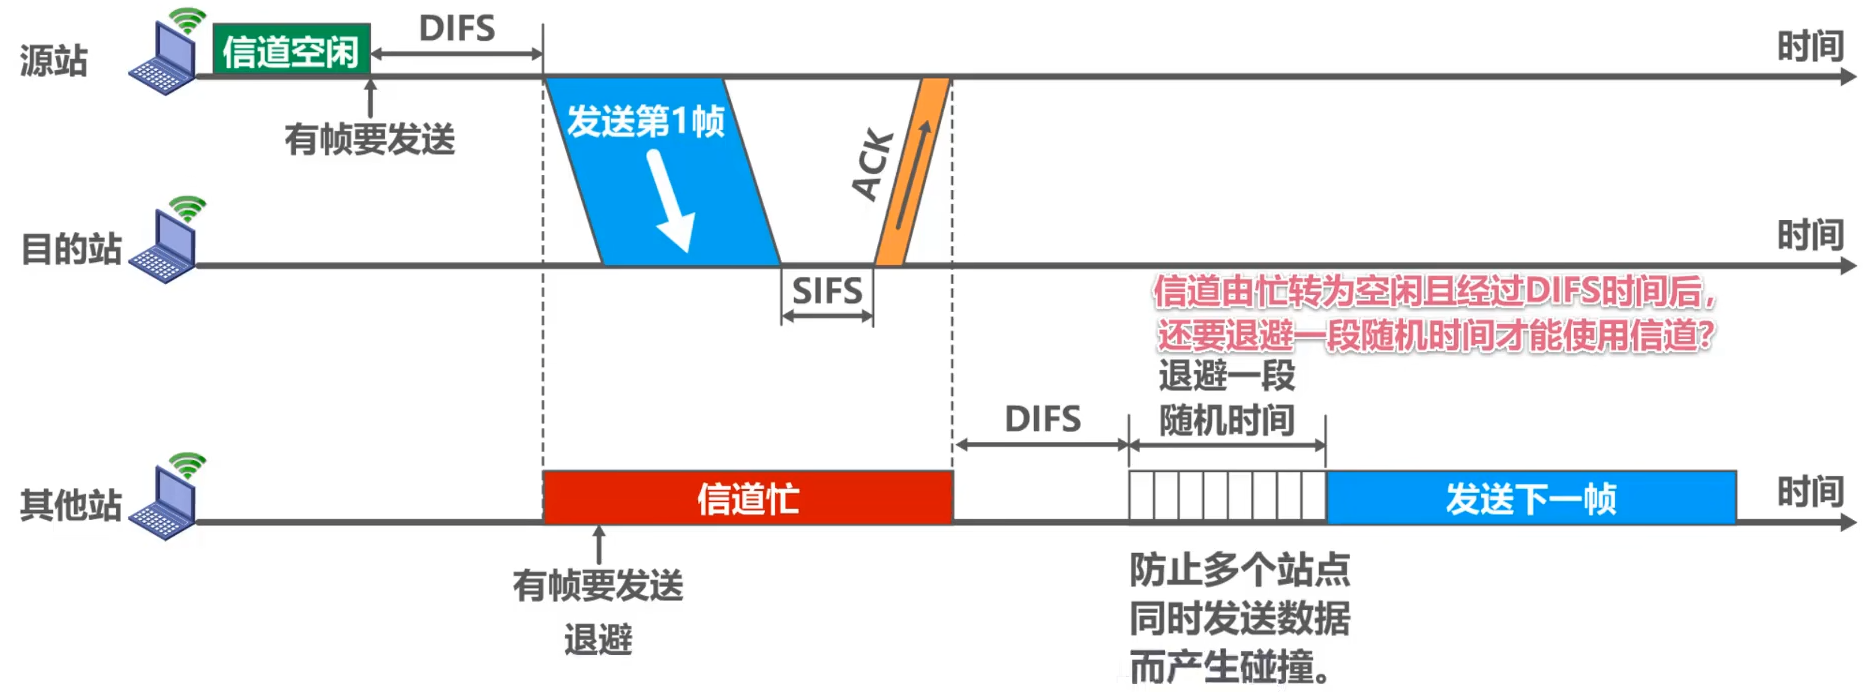 源站
信道空闲
DIFS
时间
有帧要发送
发送第1帧
ACK
目的站
时间
SIFS
信道由忙转为空闲且经过DIFS时间后,
还要退避一段随机时间才能使用信道?
退避一段
随机时间
DIFS
其他站
信道忙
发送下一帧
时间
有帧要发送
退避
防止多个站点
同时发送数据
而产生碰撞。